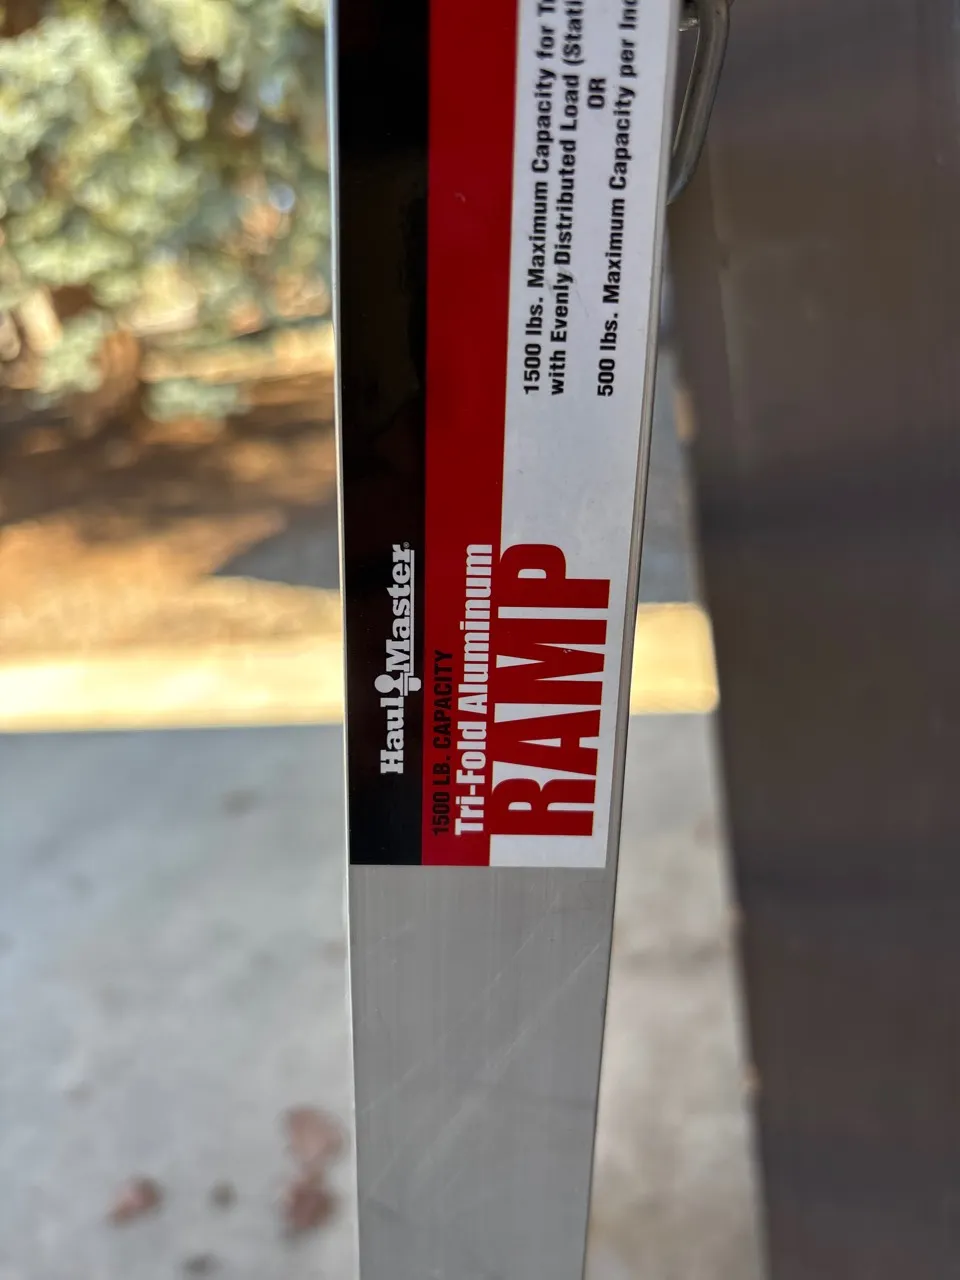 Haul Master
1500 LB. CAPACITY
Tri-Fold Aluminum
RAMP
1500 lbs. Maximum Capacity for
with Evenly Distributed Load
OR
500 lbs. Maximum Capacity per